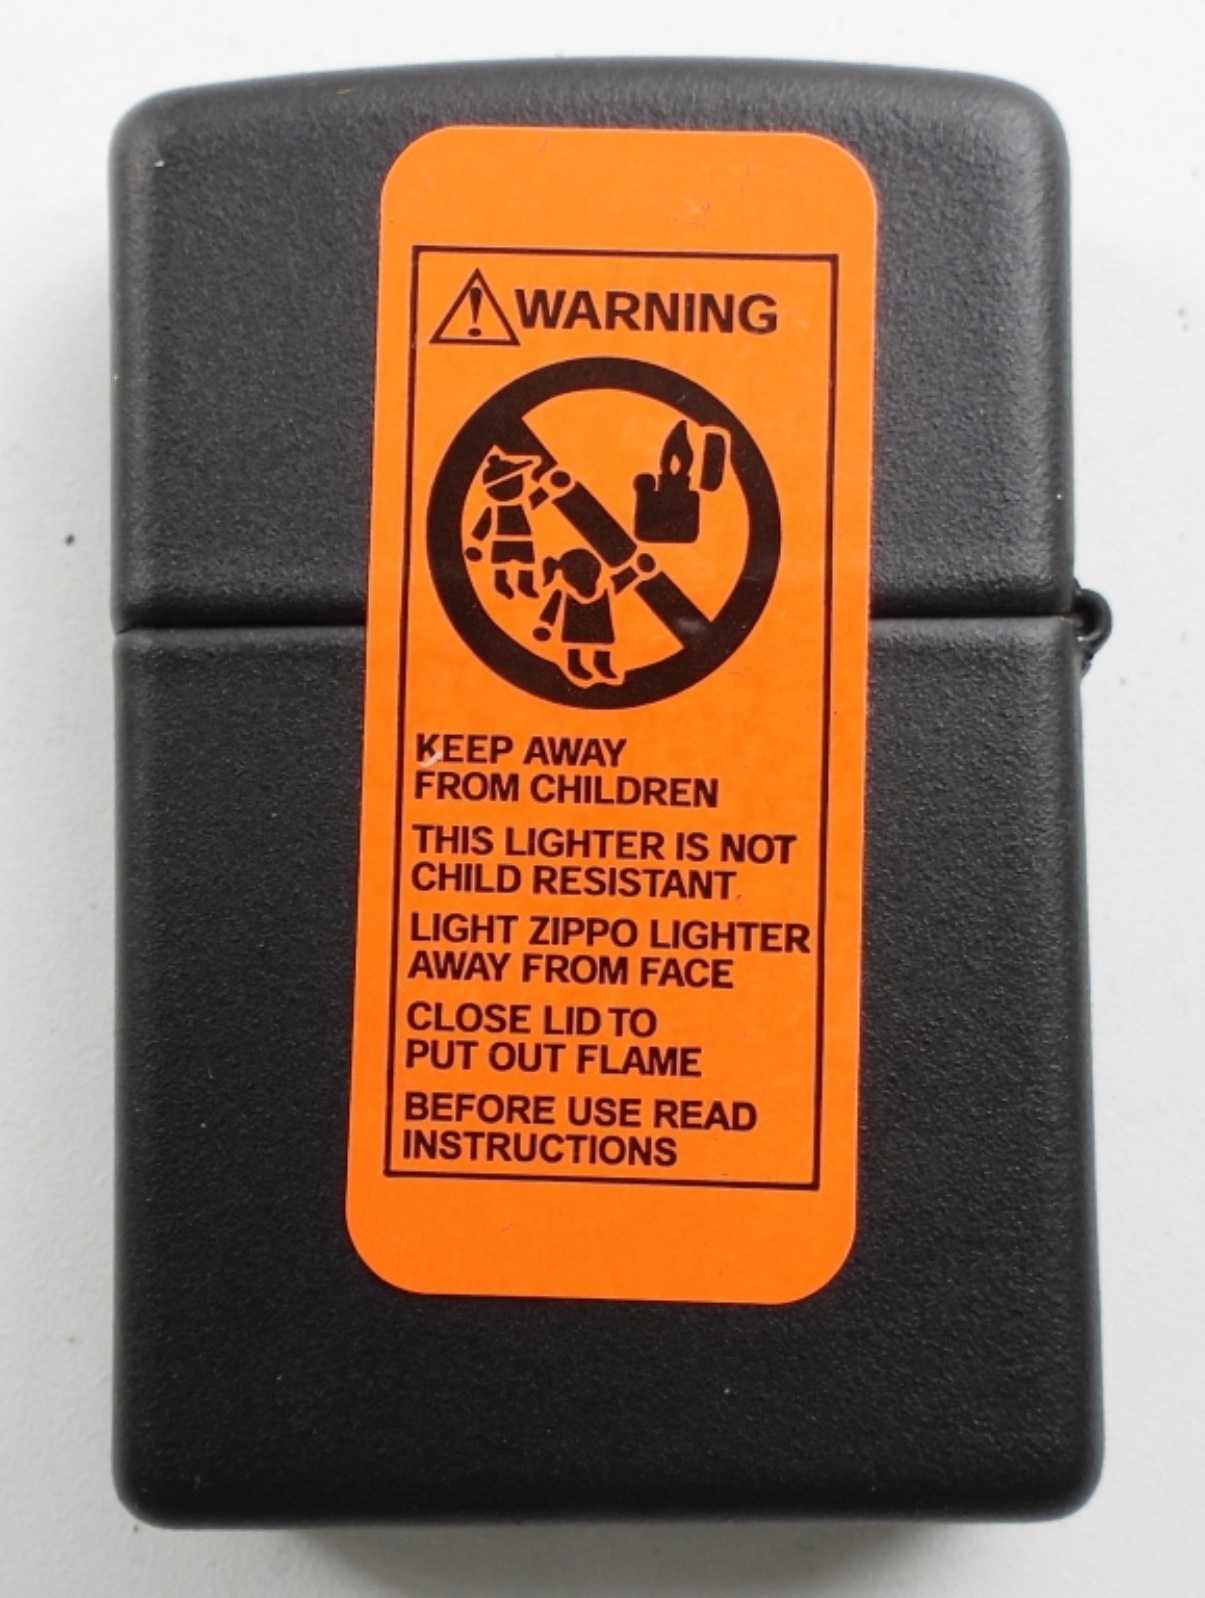 WARNING
KEEP AWAY
FROM CHILDREN
THIS LIGHTER IS NOT
CHILD RESISTANT
LIGHT ZIPPO LIGHTER
AWAY FROM FACE
CLOSE LID TO
PUT OUT FLAME
BEFORE USE READ
INSTRUCTIONS